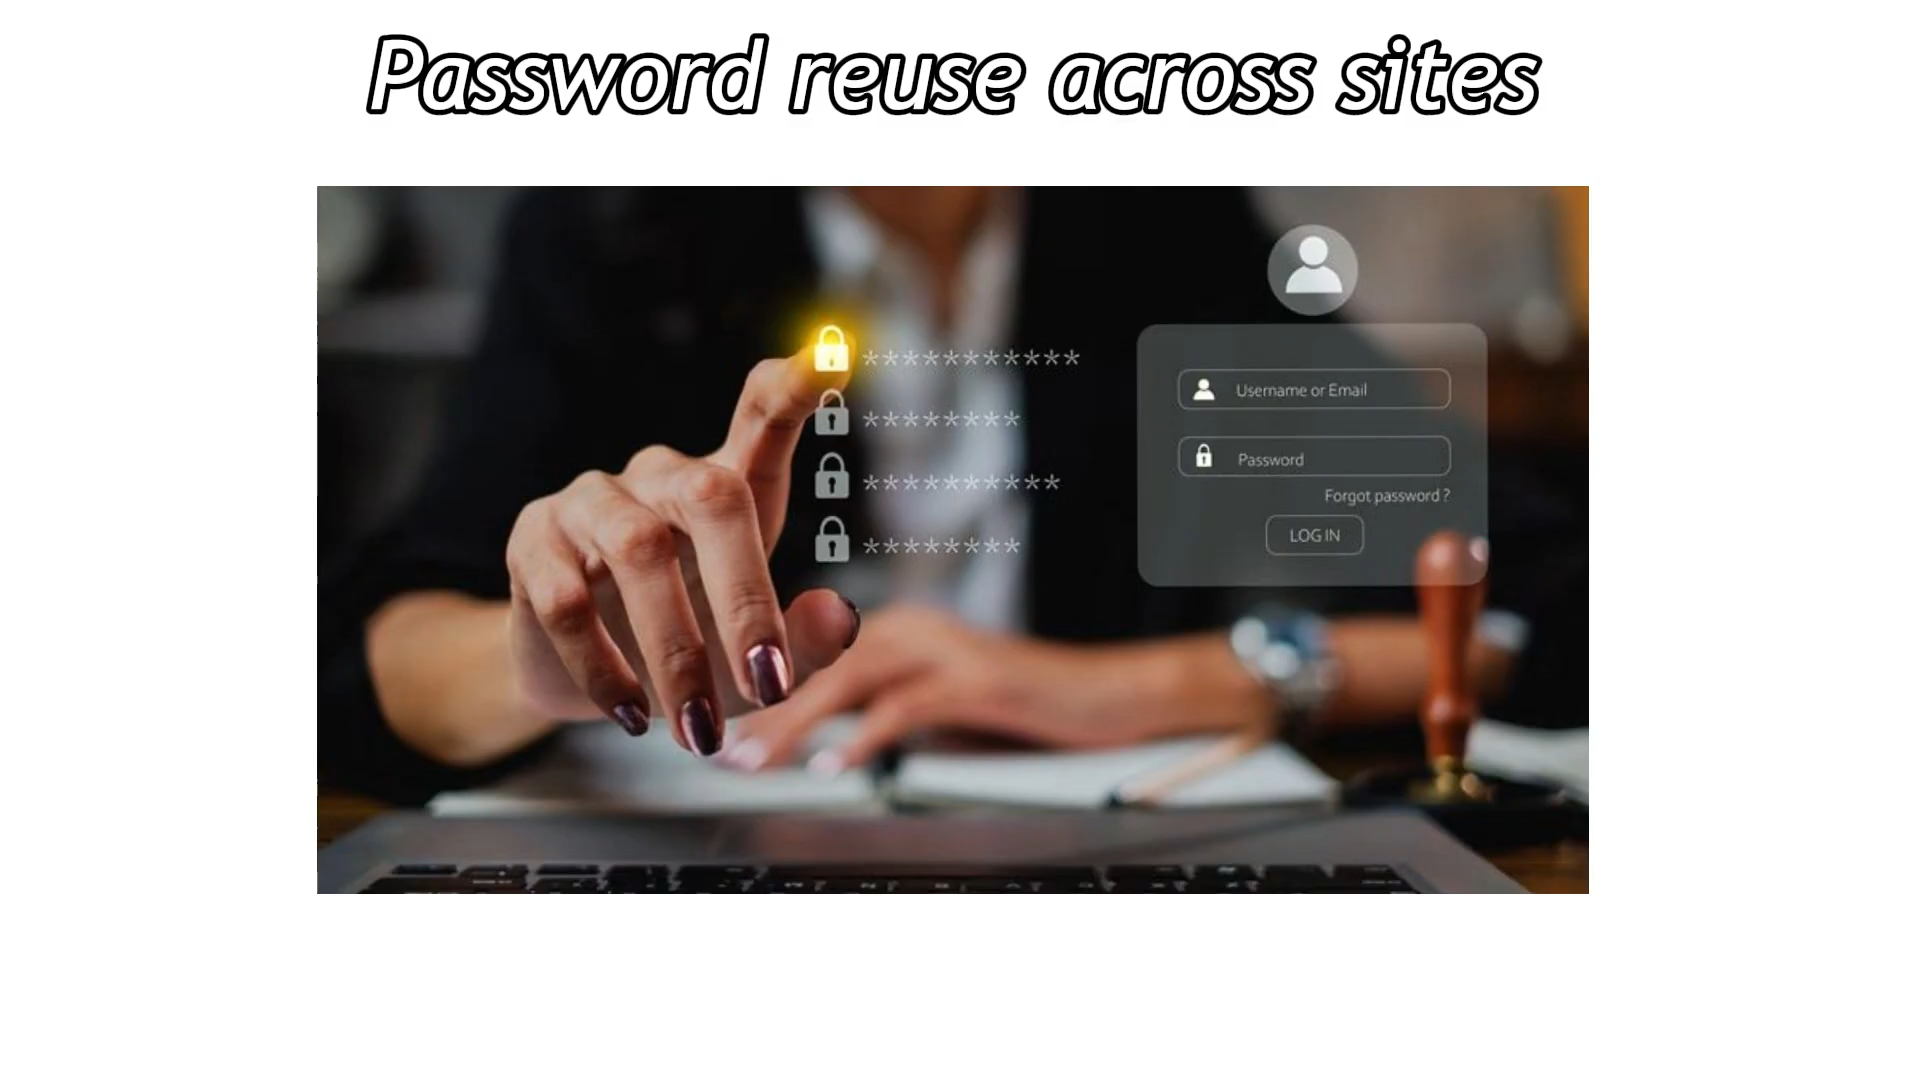 Password reuse across sites
***********
********
**********
********
Username or Email
Password
Forgot password ?
LOG IN